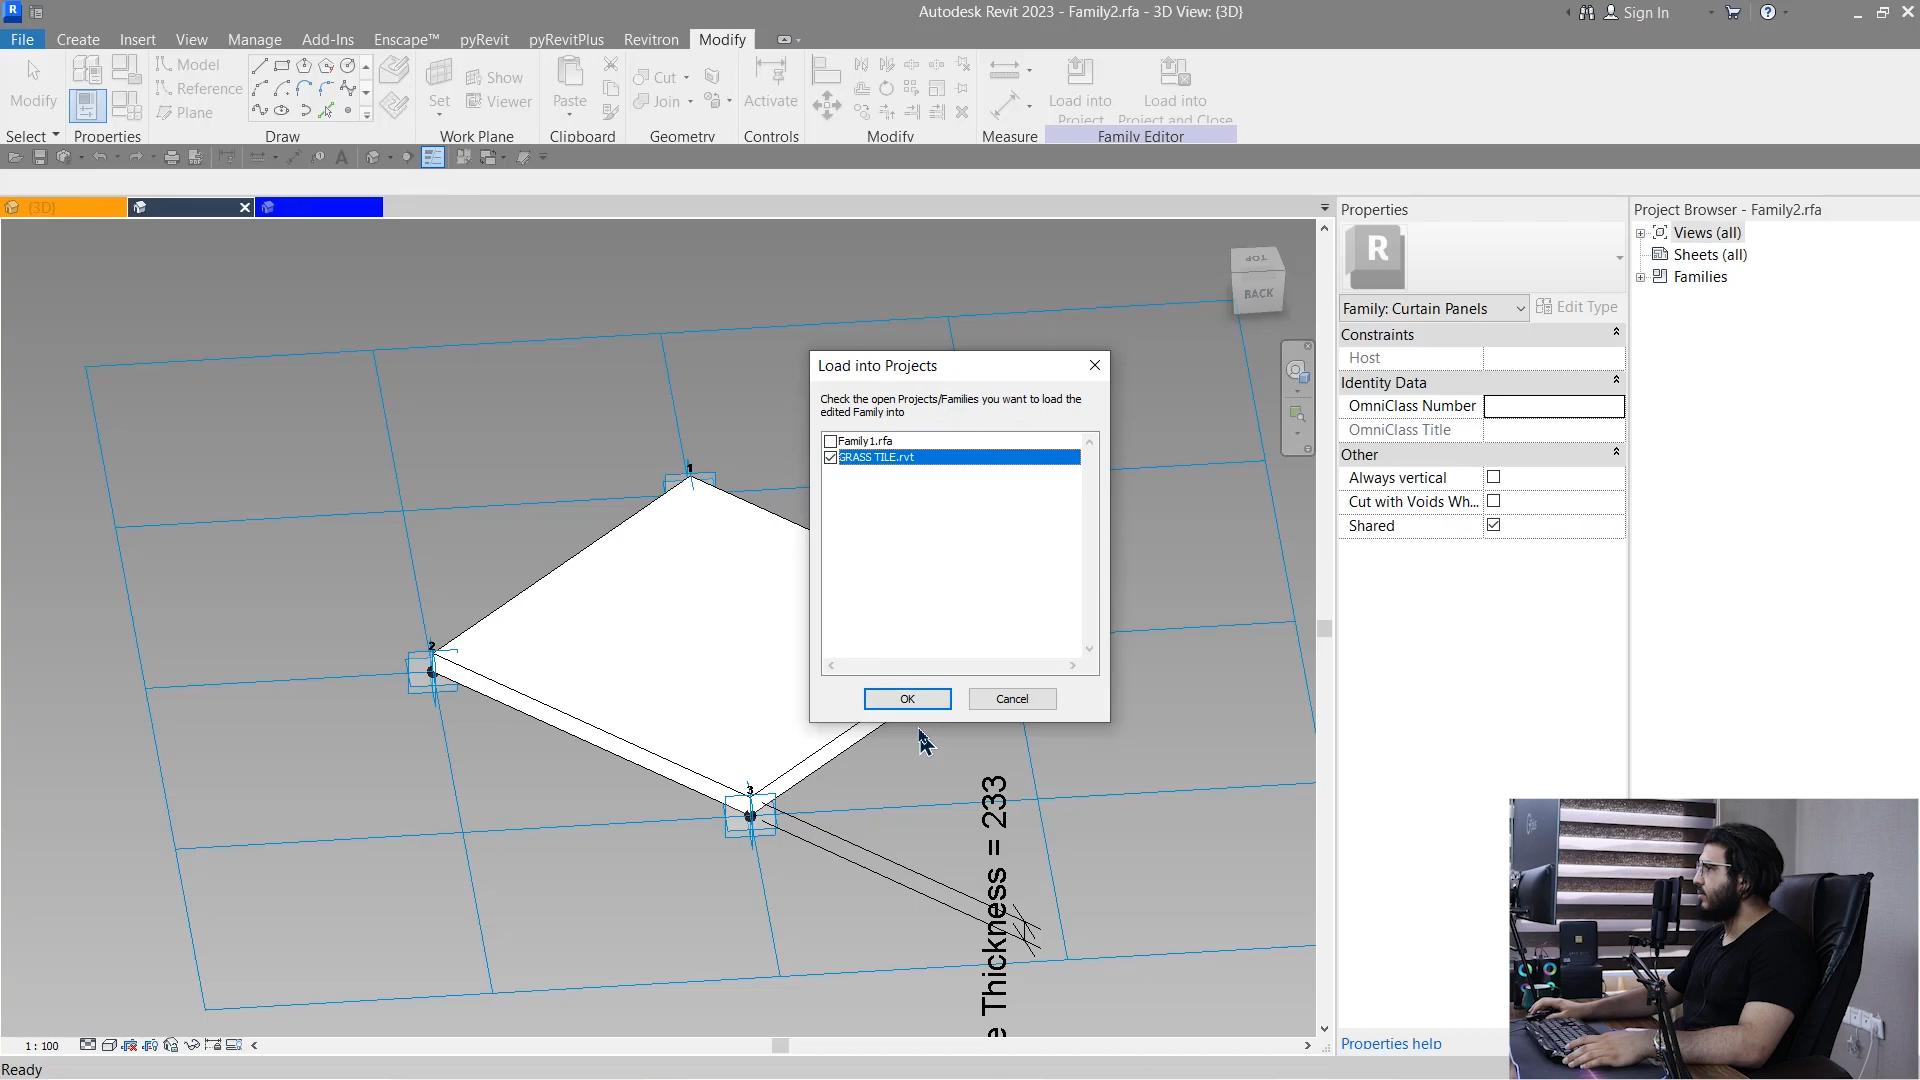 Autodesk Revit 2023 - Family2.rfa - 3D View: {3D}
Sign In
File Create Insert View Manage Add-Ins Enscape™ pyRevit pyRevitPlus Revitron Modify
Modify
Model
Reference
Plane
Set
Show
Viewer
Paste
Cut
Join
Activate
Load into
Project
Load into
Project and Close
Select
Properties
Draw
Work Plane
Clipboard
Geometry
Controls
Modify
Measure
Family Editor
{3D}
TOP
BACK
1
2
3
e Thickness = 233
Load into Projects
Check the open Projects/Families you want to load the
edited Family into
Family1.rfa
GRASS TILE.rvt
OK
Cancel
Properties
R
Family: Curtain Panels
Edit Type
Constraints
Host
Identity Data
OmniClass Number
OmniClass Title
Other
Always vertical
Cut with Voids Wh...
Shared
Properties help
Project Browser - Family2.rfa
Views (all)
Sheets (all)
Families
1 : 100
Ready